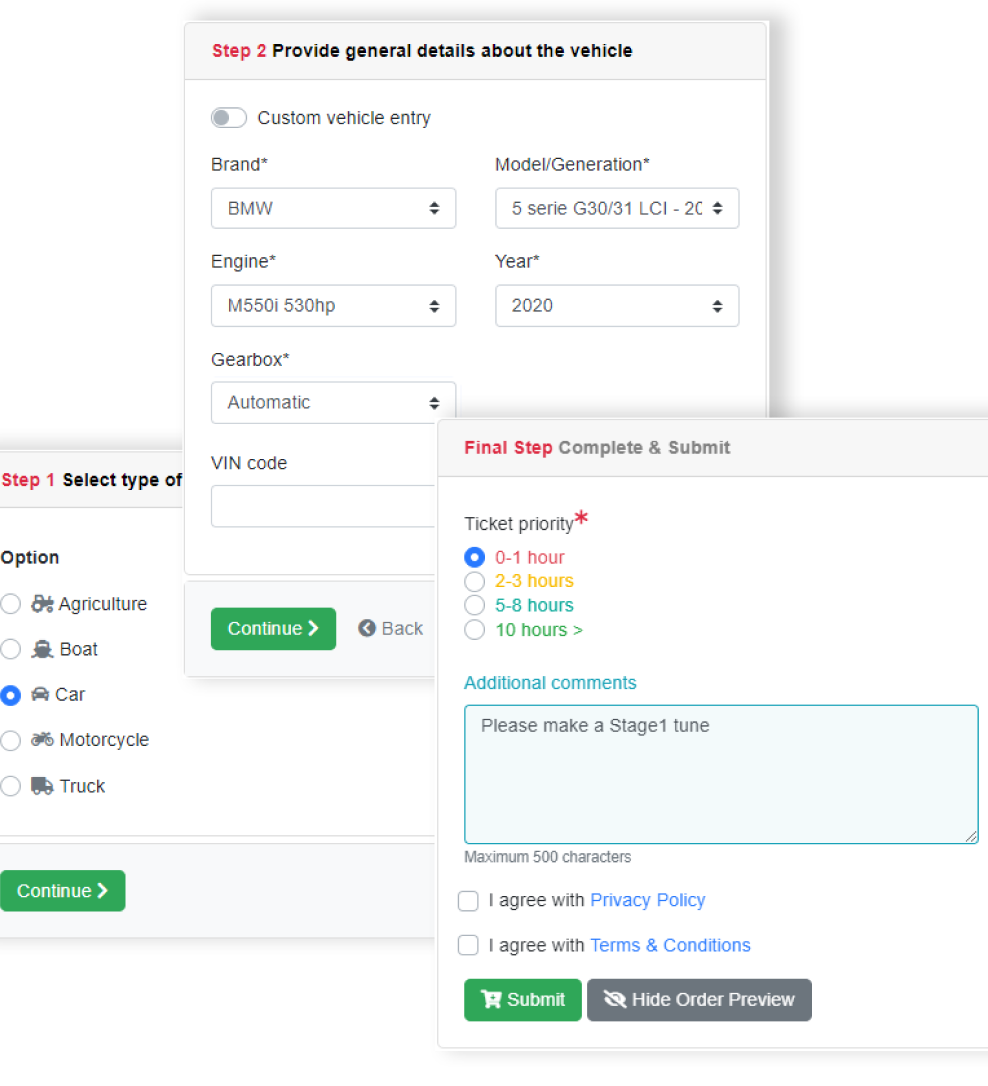 Step 2 Provide general details about the vehicle
Custom vehicle entry
Brand* Model/Generation*
BMW 5 serie G30/31 LCI - 20
Engine* Year*
M550i 530hp 2020
Gearbox*
Automatic
VIN code
Continue Back
Step 1 Select type of
Option
Agriculture
Boat
Car
Motorcycle
Truck
Continue
Final Step Complete & Submit
Ticket priority*
0-1 hour
2-3 hours
5-8 hours
10 hours >
Additional comments
Please make a Stage1 tune
Maximum 500 characters
I agree with Privacy Policy
I agree with Terms & Conditions
Submit Hide Order Preview